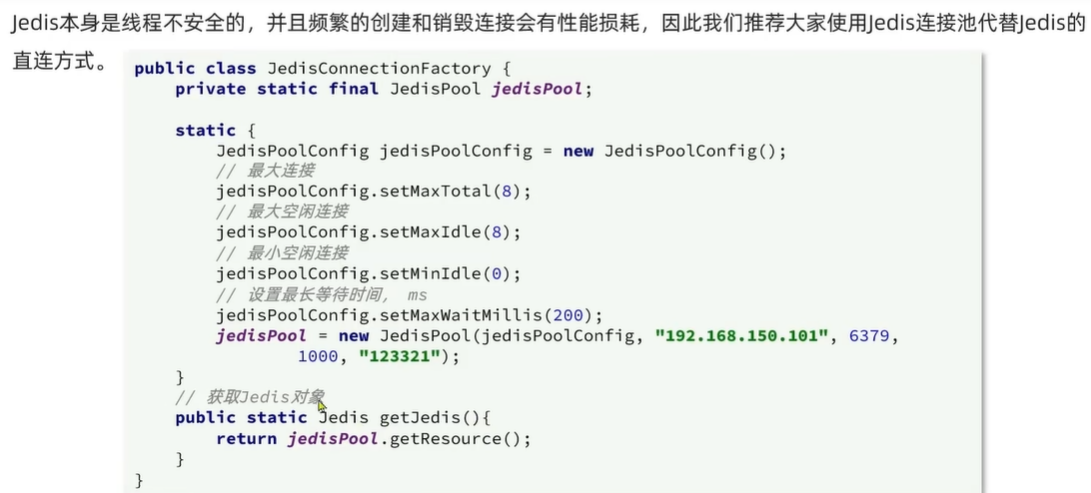 Jedis本身是线程不安全的，并且频繁的创建和销毁连接会有性能损耗，因此我们推荐大家使用Jedis连接池代替Jedis的
直连方式。
public class JedisConnectionFactory {
    private static final JedisPool jedisPool;

    static {
        JedisPoolConfig jedisPoolConfig = new JedisPoolConfig();
        // 最大连接
        jedisPoolConfig.setMaxTotal(8);
        // 最大空闲连接
        jedisPoolConfig.setMaxIdle(8);
        // 最小空闲连接
        jedisPoolConfig.setMinIdle(0);
        // 设置最长等待时间， ms
        jedisPoolConfig.setMaxWaitMillis(200);
        jedisPool = new JedisPool(jedisPoolConfig, "192.168.150.101", 6379,
                1000, "123321");
    }
    // 获取Jedis对象
    public static Jedis getJedis(){
        return jedisPool.getResource();
    }
}